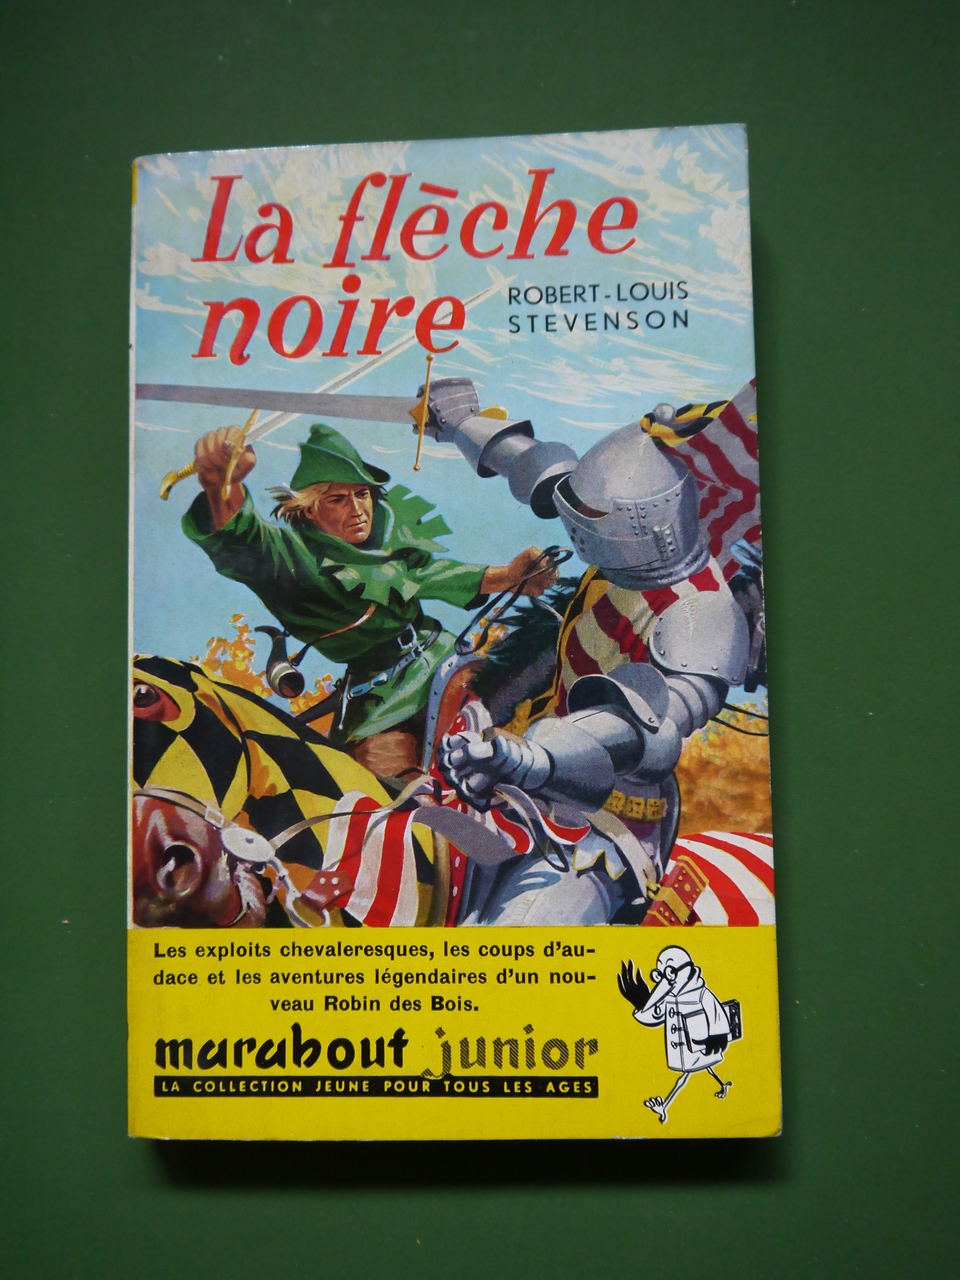 La flèche
noire
ROBERT-LOUIS
STEVENSON
Les exploits chevaleresques, les coups d'au-
dace et les aventures légendaires d'un nou-
veau Robin des Bois.
marabout junior
LA COLLECTION JEUNE POUR TOUS LES AGES